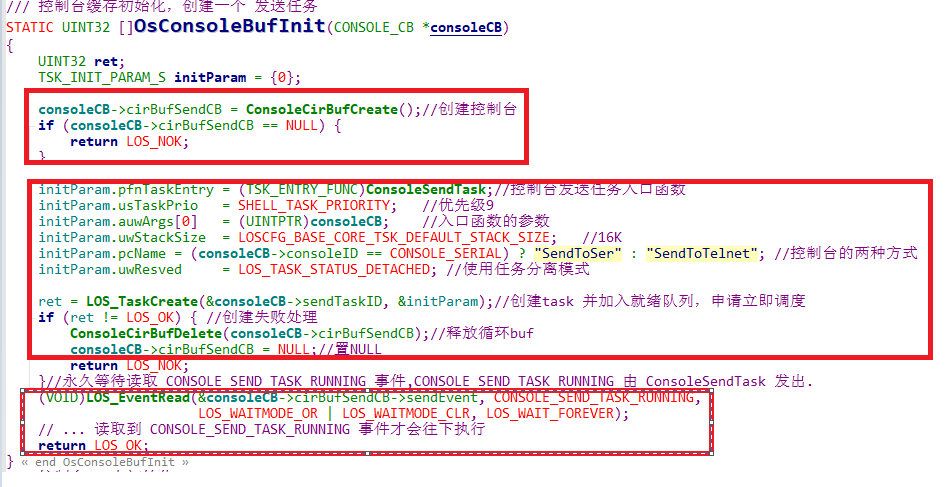 /// 控制台缓存初始化，创建一个 发送任务
STATIC UINT32 []OsConsoleBufInit(CONSOLE_CB *consoleCB)
{
UINT32 ret;
TSK_INIT_PARAM_S initParam = {0};
consoleCB->cirBufSendCB = ConsoleCirBufCreate();//创建控制台
if (consoleCB->cirBufSendCB == NULL) {
return LOS_NOK;
}
initParam.pfnTaskEntry = (TSK_ENTRY_FUNC)ConsoleSendTask;//控制台发送任务入口函数
initParam.usTaskPrio = SHELL_TASK_PRIORITY; //优先级9
initParam.auwArgs[0] = (UINTPTR)consoleCB; //入口函数的参数
initParam.uwStackSize = LOSCFG_BASE_CORE_TSK_DEFAULT_STACK_SIZE; //16K
initParam.pcName = (consoleCB->consoleID == CONSOLE_SERIAL) ? "SendToSer" : "SendToTelnet"; //控制台的两种方式
initParam.uwResved = LOS_TASK_STATUS_DETACHED; //使用任务分离模式
ret = LOS_TaskCreate(&consoleCB->sendTaskID, &initParam);//创建task 并加入就绪队列，申请立即调度
if (ret != LOS_OK) { //创建失败处理
ConsoleCirBufDelete(consoleCB->cirBufSendCB);//释放循环buf
consoleCB->cirBufSendCB = NULL;//置NULL
return LOS_NOK;
}//永久等待读取 CONSOLE_SEND_TASK_RUNNING 事件,CONSOLE_SEND_TASK_RUNNING 由 ConsoleSendTask 发出.
(VOID)LOS_EventRead(&consoleCB->cirBufSendCB->sendEvent, CONSOLE_SEND_TASK_RUNNING,
LOS_WAITMODE_OR | LOS_WAITMODE_CLR, LOS_WAIT_FOREVER);
// ... 读取到 CONSOLE_SEND_TASK_RUNNING 事件才会往下执行
return LOS_OK;
} « end OsConsoleBufInit »